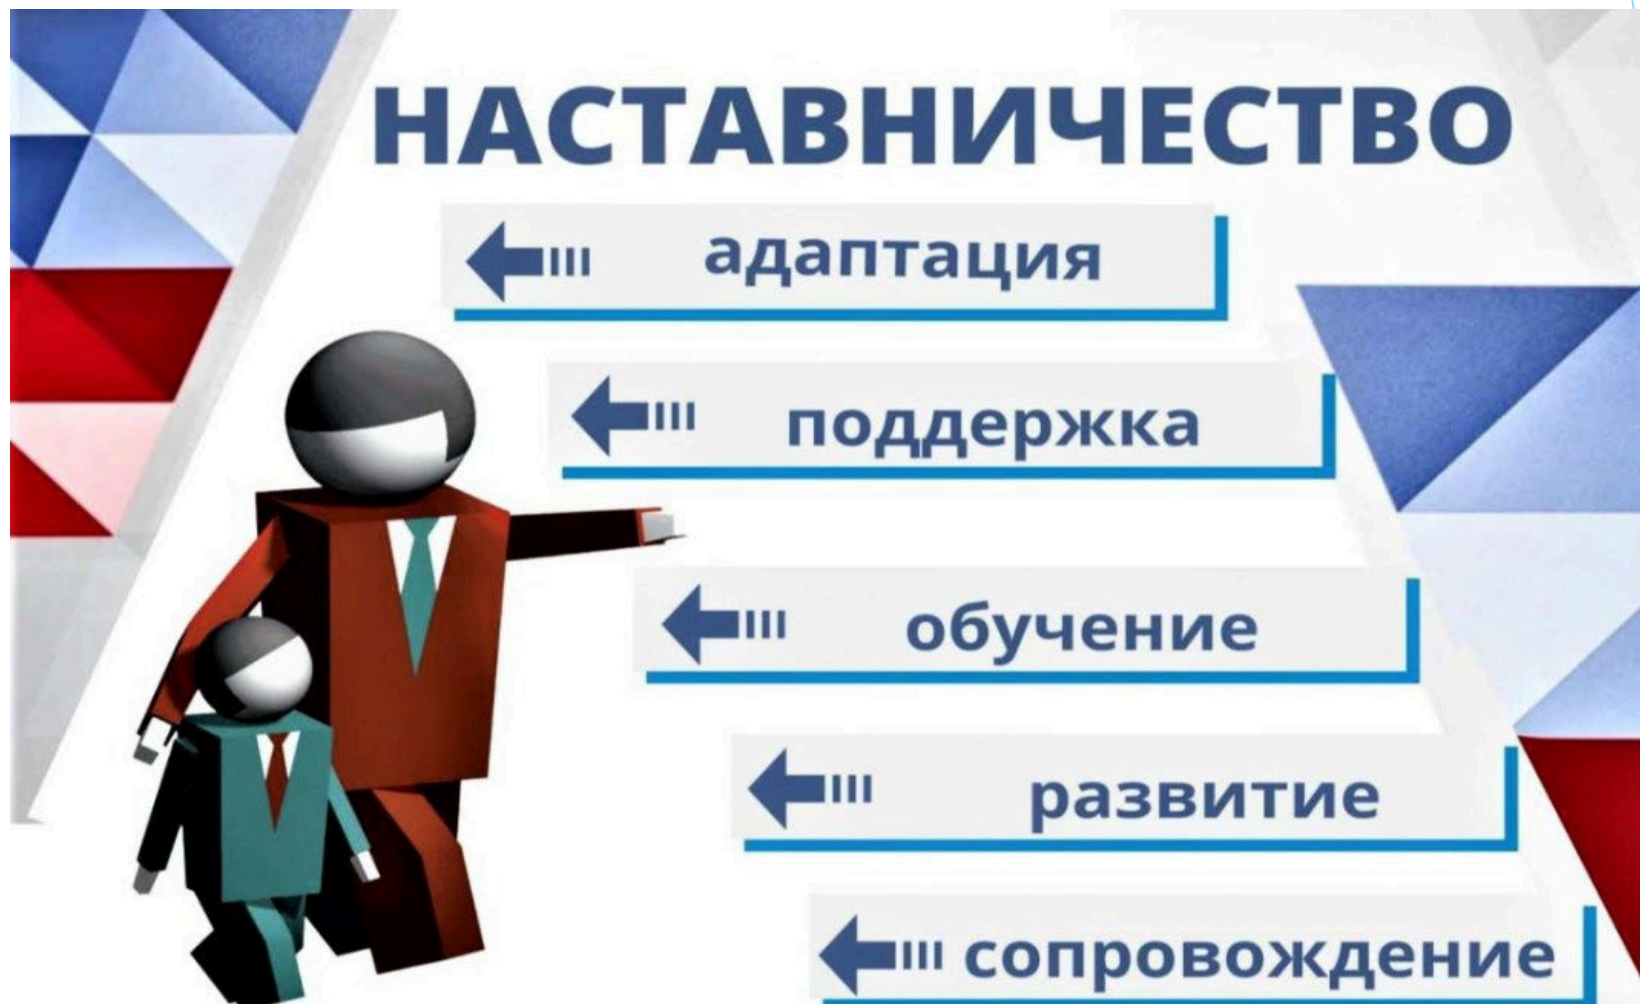 НАСТАВНИЧЕСТВО
адаптация
поддержка
обучение
развитие
сопровождение